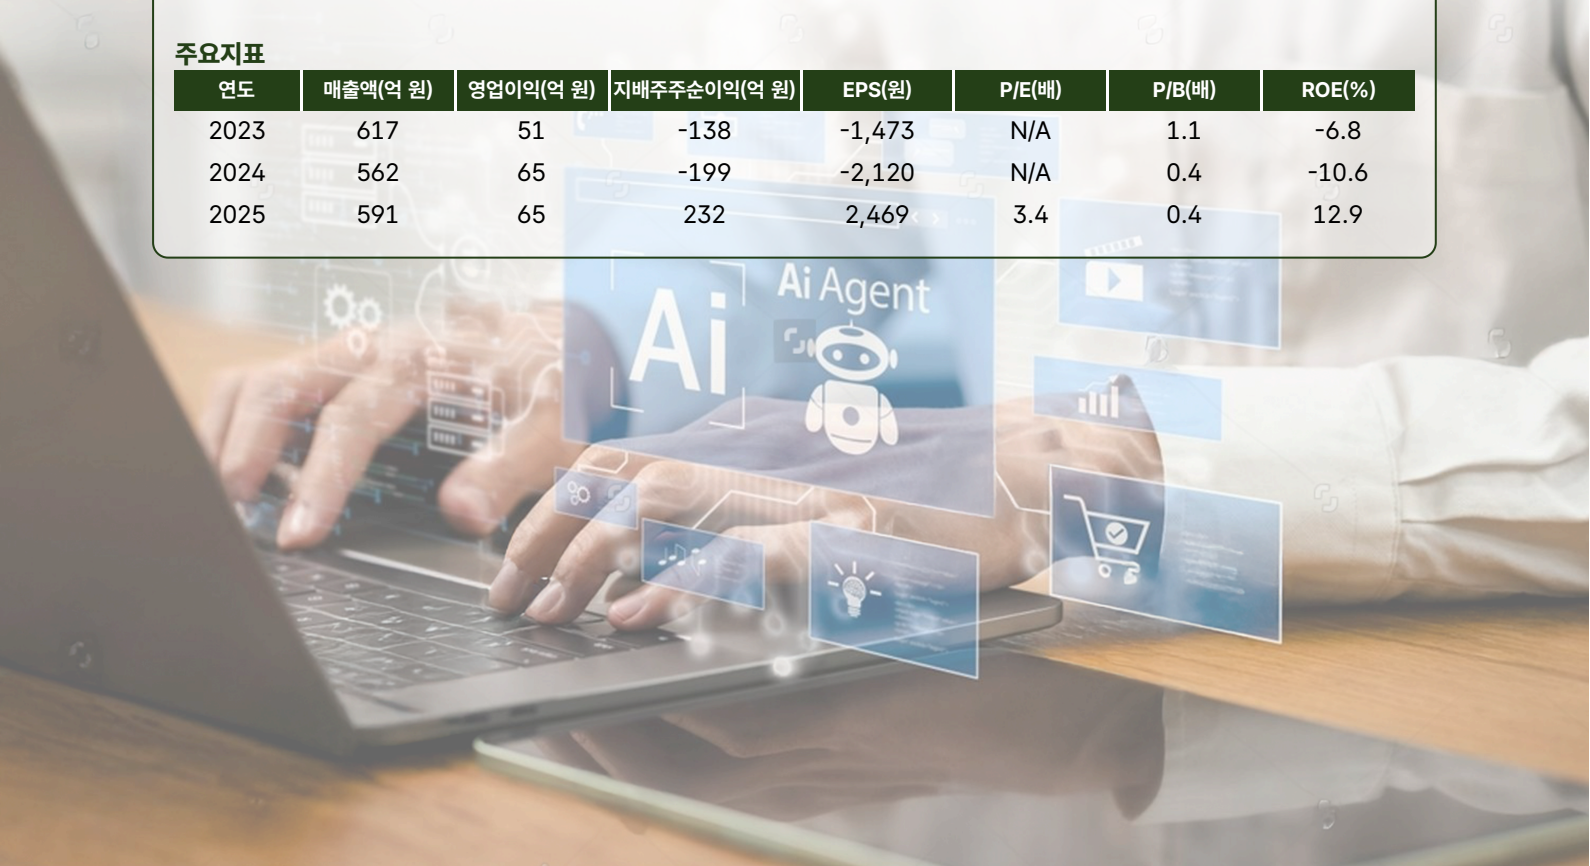 주요지표
연도 매출액(억 원) 영업이익(억 원) 지배주주순이익(억 원) EPS(원) P/E(배) P/B(배) ROE(%)
2023 617 51 -138 -1,473 N/A 1.1 -6.8
2024 562 65 -199 -2,120 N/A 0.4 -10.6
2025 591 65 232 2,469 3.4 0.4 12.9
Ai Agent
Ai